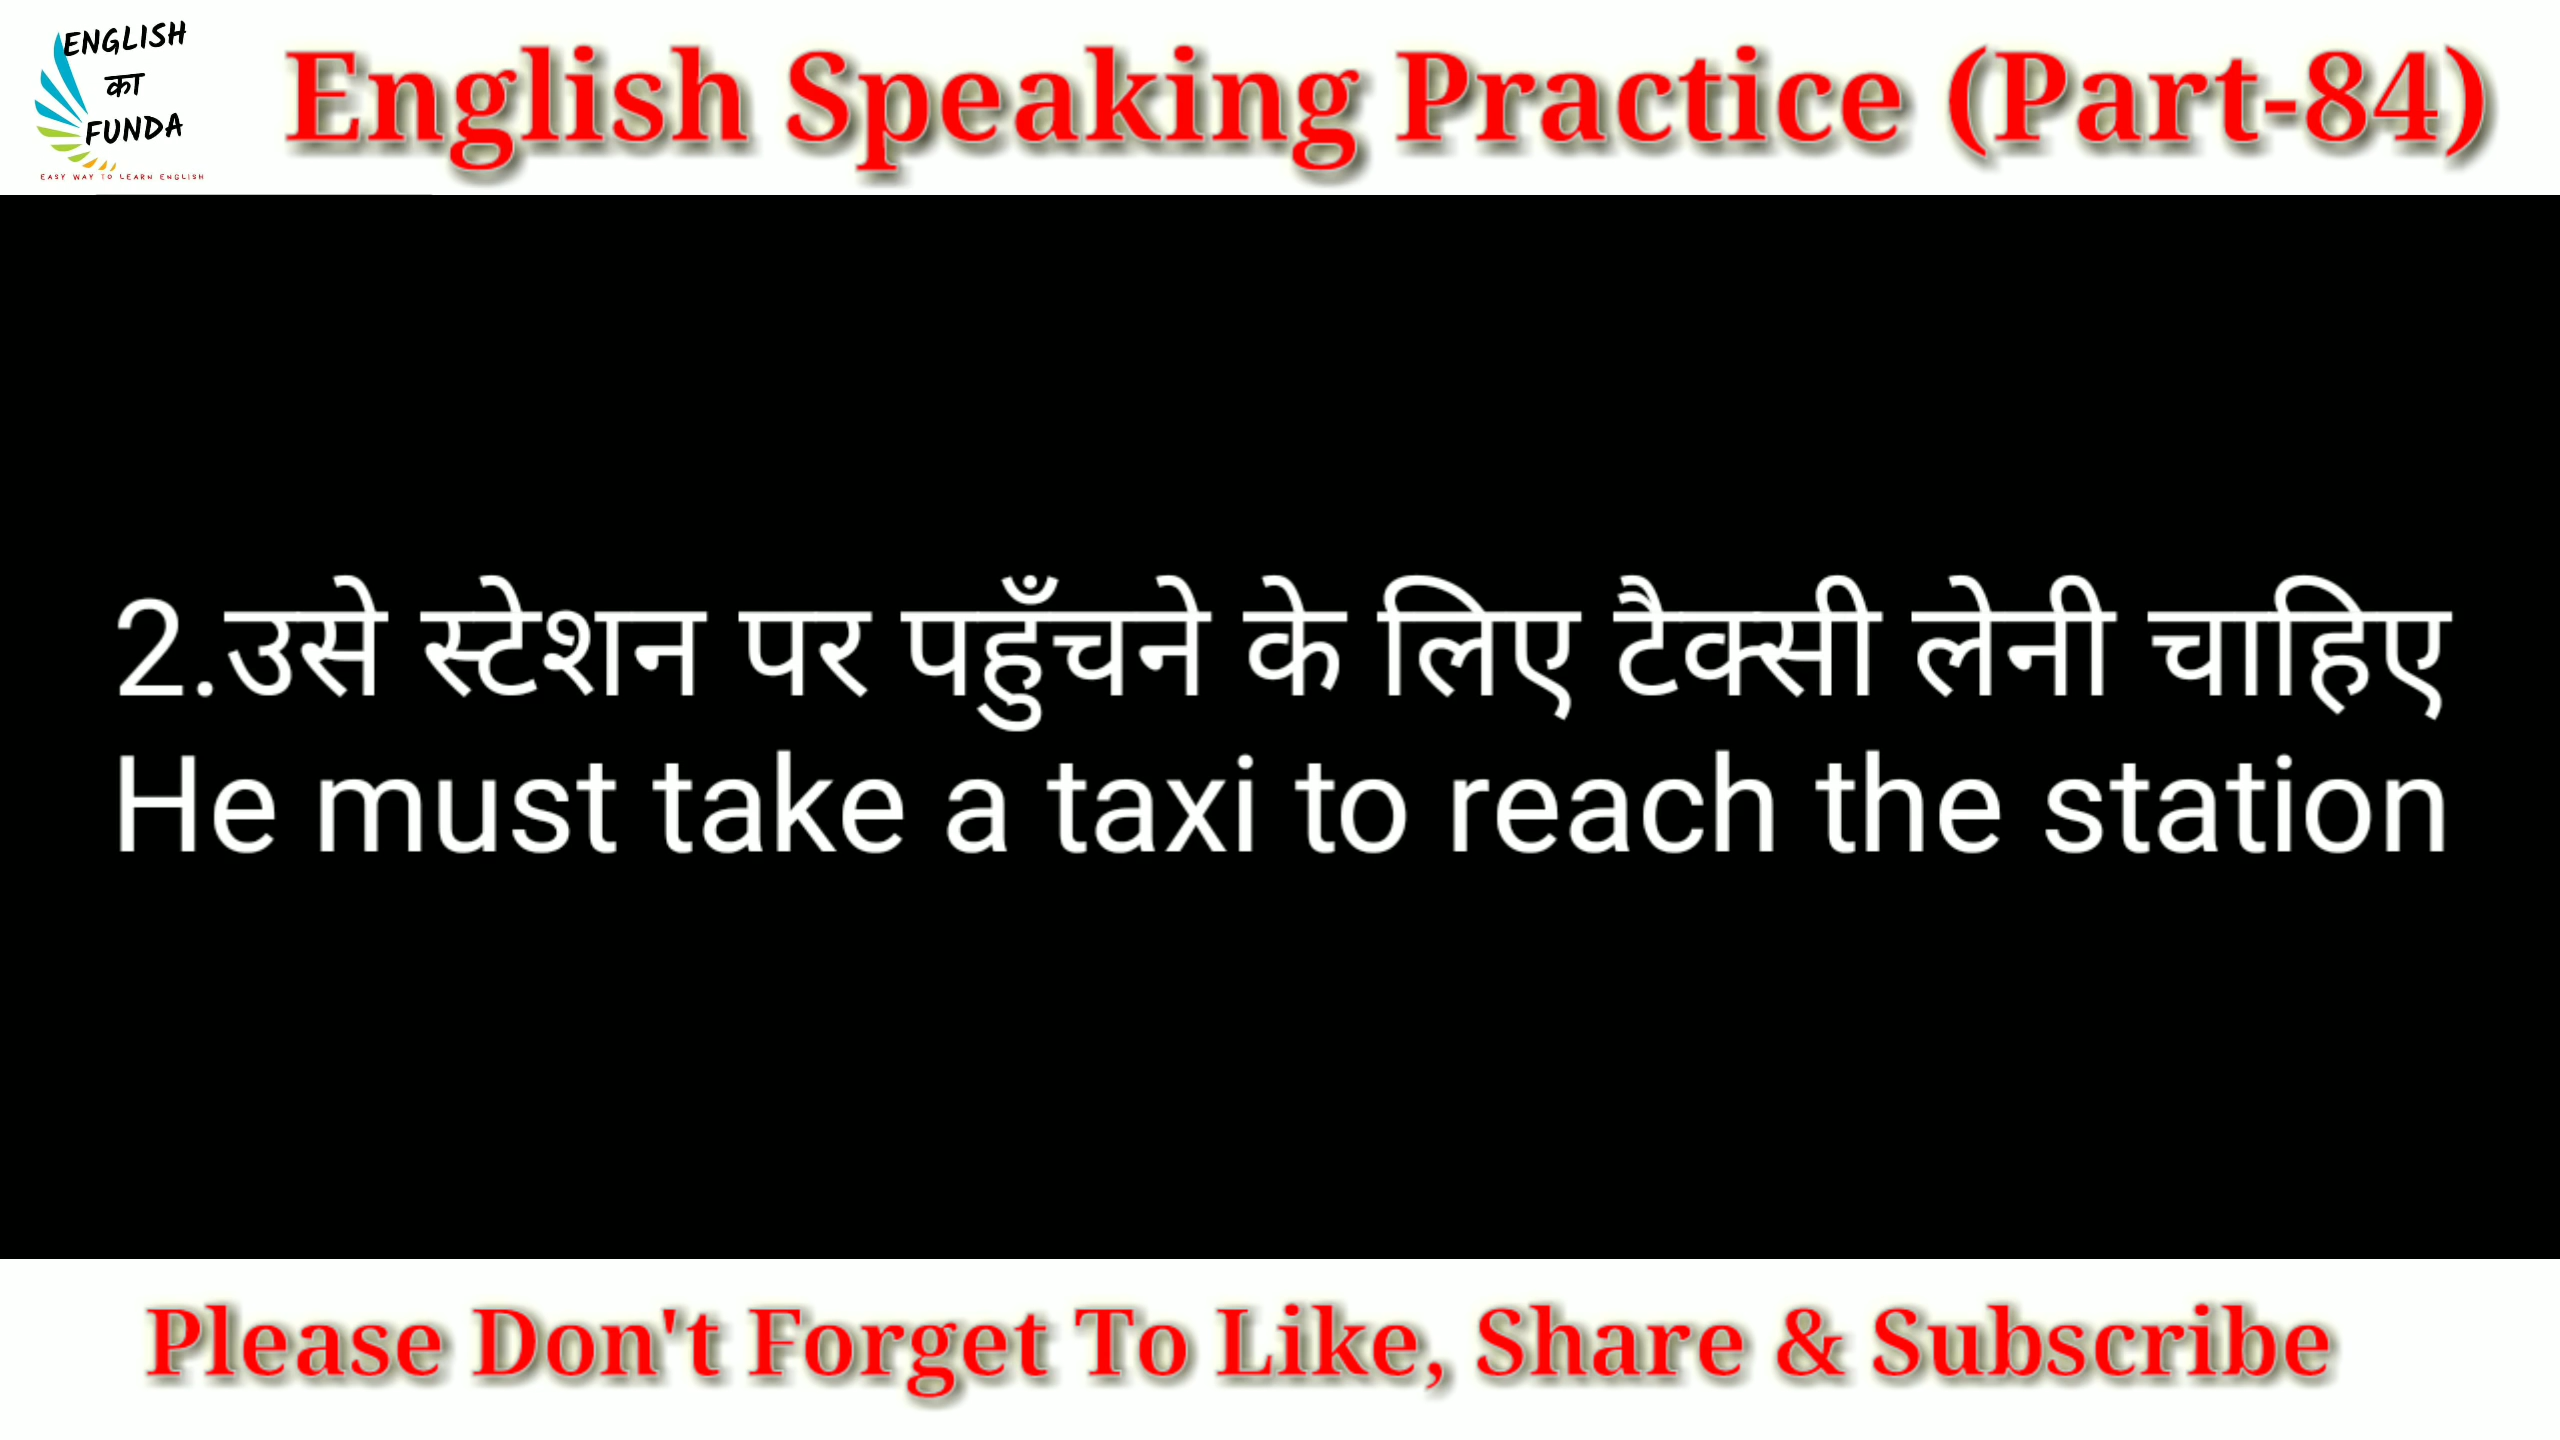 ENGLISH
का
FUNDA
EASY WAY TO LEARN ENGLISH
English Speaking Practice (Part-84)
2.उसे स्टेशन पर पहुँचने के लिए टैक्सी लेनी चाहिए
He must take a taxi to reach the station
Please Don't Forget To Like, Share & Subscribe